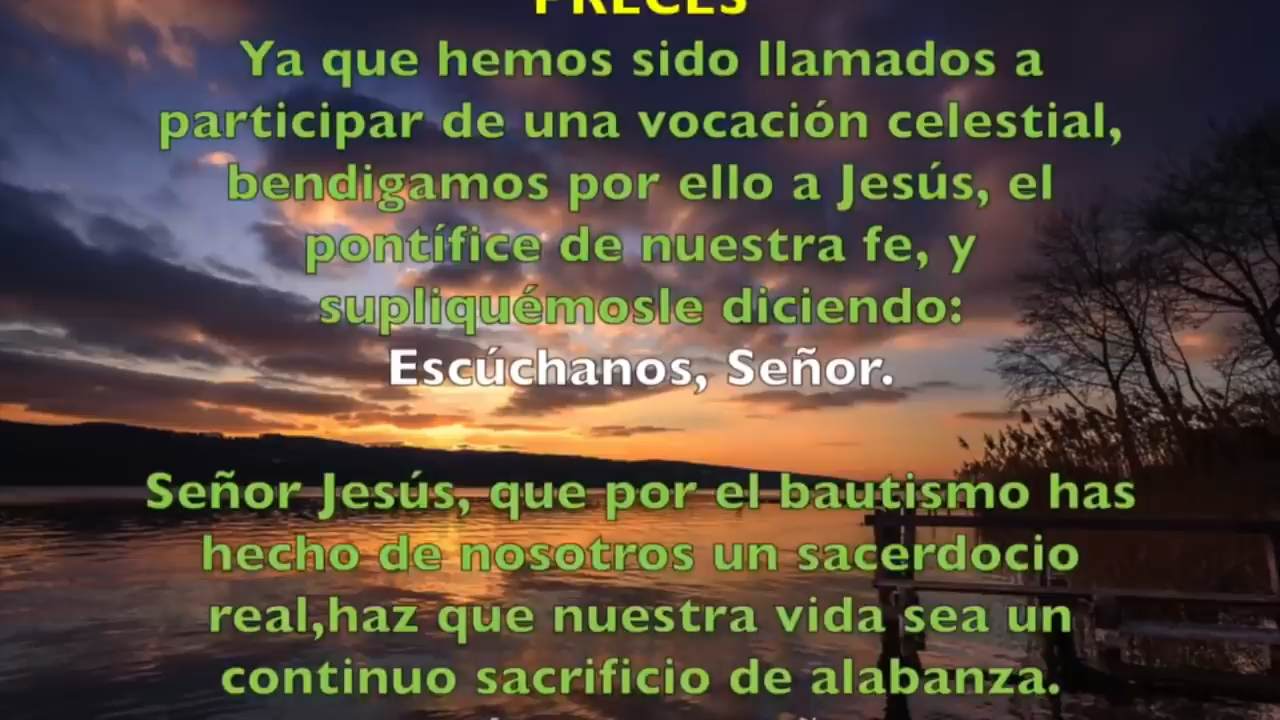 PRECES
Ya que hemos sido llamados a
participar de una vocación celestial,
bendigamos por ello a Jesús, el
pontífice de nuestra fe, y
supliquémosle diciendo:
Escúchanos, Señor.
Señor Jesús, que por el bautismo has
hecho de nosotros un sacerdocio
real,haz que nuestra vida sea un
continuo sacrificio de alabanza.